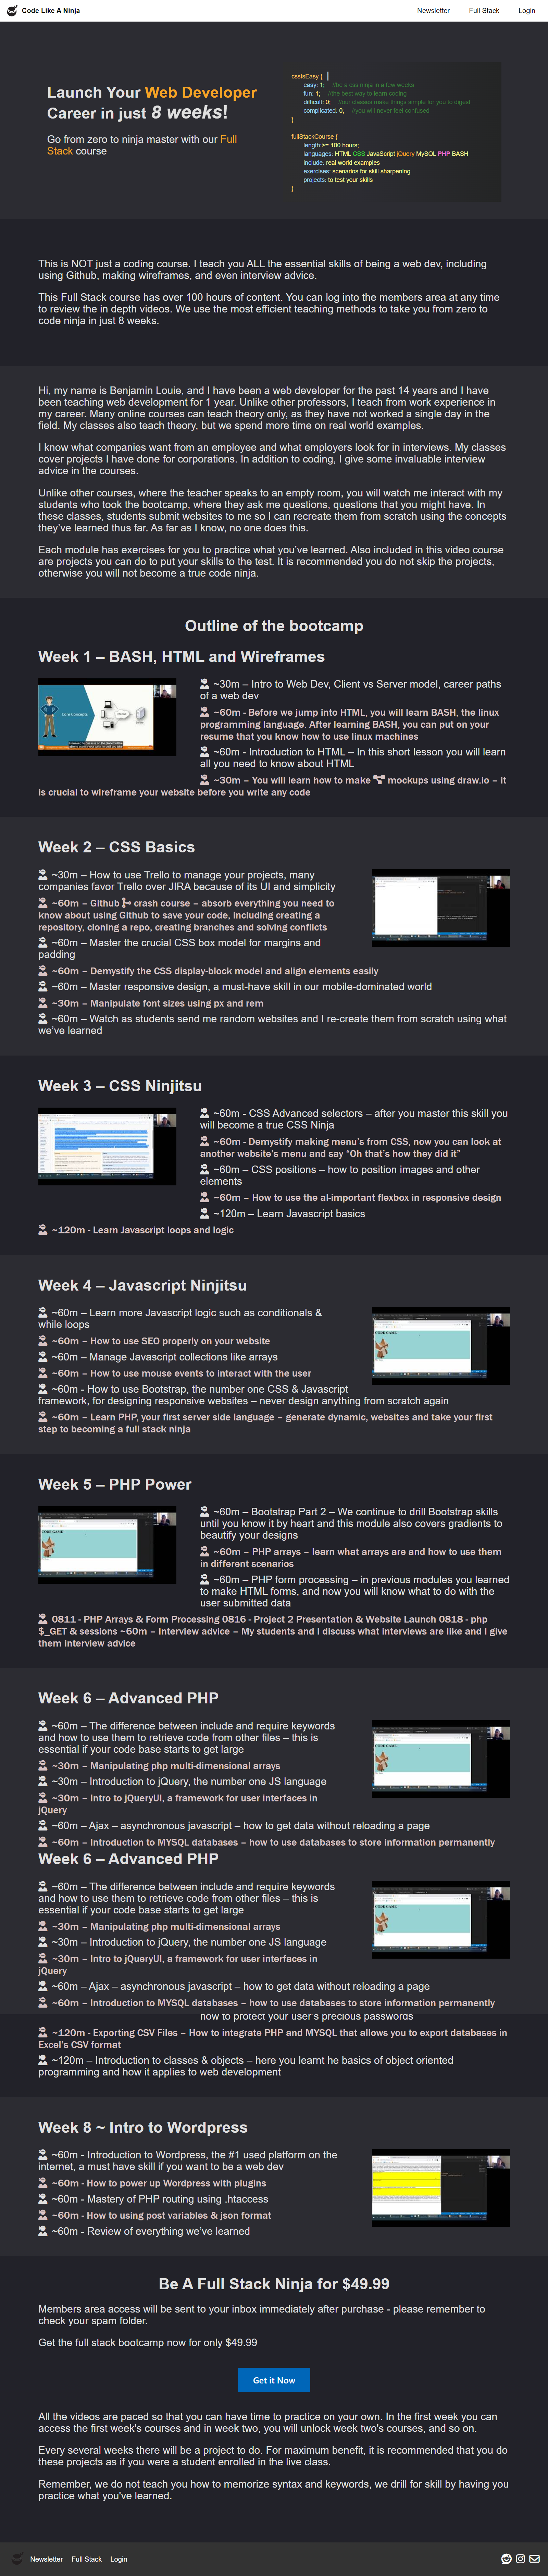 Code Like A Ninja
Newsletter Full Stack Login
Launch Your Web Developer
Career in just 8 weeks!
Go from zero to ninja master with our Full
Stack course
cssIsEasy {
easy: 1; //be a css ninja in a few weeks
fun: 1; //the best way to learn coding
difficult: 0; //our classes make things simple for you to digest
complicated: 0; //you will never feel confused
}
fullStackCourse {
length:>= 100 hours;
languages: HTML CSS JavaScript jQuery MySQL PHP BASH
include: real world examples
exercises: scenarios for skill sharpening
projects: to test your skills
}
This is NOT just a coding course. I teach you ALL the essential skills of being a web dev, including
using Github, making wireframes, and even interview advice.
This Full Stack course has over 100 hours of content. You can log into the members area at any time
to review the in depth videos. We use the most efficient teaching methods to take you from zero to
code ninja in just 8 weeks.
Hi, my name is Benjamin Louie, and I have been a web developer for the past 14 years and I have
been teaching web development for 1 year. Unlike other professors, I teach from work experience in
my career. Many online courses can teach theory only, as they have not worked a single day in the
field. My classes also teach theory, but we spend more time on real world examples.
I know what companies want from an employee and what employers look for in interviews. My classes
cover projects I have done for corporations. In addition to coding, I give some invaluable interview
advice in the courses.
Unlike other courses, where the teacher speaks to an empty room, you will watch me interact with my
students who took the bootcamp, where they ask me questions, questions that you might have. In
these classes, students submit websites to me so I can recreate them from scratch using the concepts
they've learned thus far. As far as I know, no one does this.
Each module has exercises for you to practice what you've learned. Also included in this video course
are projects you can do to put your skills to the test. It is recommended you do not skip the projects,
otherwise you will not become a true code ninja.
Outline of the bootcamp
Week 1 – BASH, HTML and Wireframes
Core Concepts
~30m – Intro to Web Dev, Client vs Server model, career paths
of a web dev
~60m - Before we jump into HTML, you will learn BASH, the linux
programming language. After learning BASH, you can put on your
resume that you know how to use linux machines
~60m - Introduction to HTML – In this short lesson you will learn
all you need to know about HTML
~30m – You will learn how to make mockups using draw.io – it
is crucial to wireframe your website before you write any code
Week 2 – CSS Basics
~30m – How to use Trello to manage your projects, many
companies favor Trello over JIRA because of its UI and simplicity
~60m – Github crash course – absorb everything you need to
know about using Github to save your code, including creating a
repository, cloning a repo, creating branches and solving conflicts
~60m – Master the crucial CSS box model for margins and
padding
~60m – Demystify the CSS display-block model and align elements easily
~60m – Master responsive design, a must-have skill in our mobile-dominated world
~30m – Manipulate font sizes using px and rem
~60m – Watch as students send me random websites and I re-create them from scratch using what
we've learned
Week 3 – CSS Ninjitsu
~60m - CSS Advanced selectors – after you master this skill you
will become a true CSS Ninja
~60m - Demystify making menu's from CSS, now you can look at
another website's menu and say “Oh that's how they did it”
~60m – CSS positions – how to position images and other
elements
~60m – How to use the al-important flexbox in responsive design
~120m – Learn Javascript basics
~120m - Learn Javascript loops and logic
Week 4 – Javascript Ninjitsu
~60m – Learn more Javascript logic such as conditionals &
while loops
~60m – How to use SEO properly on your website
~60m – Manage Javascript collections like arrays
~60m – How to use mouse events to interact with the user
~60m - How to use Bootstrap, the number one CSS & Javascript
framework, for designing responsive websites – never design anything from scratch again
~60m – Learn PHP, your first server side language – generate dynamic, websites and take your first
step to becoming a full stack ninja
CODE GAME
Week 5 – PHP Power
CODE GAME
~60m – Bootstrap Part 2 – We continue to drill Bootstrap skills
until you know it by heart and this module also covers gradients to
beautify your designs
~60m – PHP arrays – learn what arrays are and how to use them
in different scenarios
~60m – PHP form processing – in previous modules you learned
to make HTML forms, and now you will know what to do with the
user submitted data
0811 - PHP Arrays & Form Processing 0816 - Project 2 Presentation & Website Launch 0818 - php
$_GET & sessions ~60m – Interview advice – My students and I discuss what interviews are like and I give
them interview advice
Week 6 – Advanced PHP
~60m – The difference between include and require keywords
and how to use them to retrieve code from other files – this is
essential if your code base starts to get large
~30m – Manipulating php multi-dimensional arrays
~30m – Introduction to jQuery, the number one JS language
~30m – Intro to jQueryUI, a framework for user interfaces in
jQuery
~60m – Ajax – asynchronous javascript – how to get data without reloading a page
~60m – Introduction to MYSQL databases – how to use databases to store information permanently
CODE GAME
Week 6 – Advanced PHP
~60m – The difference between include and require keywords
and how to use them to retrieve code from other files – this is
essential if your code base starts to get large
~30m – Manipulating php multi-dimensional arrays
~30m – Introduction to jQuery, the number one JS language
~30m – Intro to jQueryUI, a framework for user interfaces in
jQuery
~60m – Ajax – asynchronous javascript – how to get data without reloading a page
~60m – Introduction to MYSQL databases – how to use databases to store information permanently
CODE GAME
how to protect your user's precious passwords
~120m - Exporting CSV Files – How to integrate PHP and MYSQL that allows you to export databases in
Excel's CSV format
~120m – Introduction to classes & objects – here you learnt he basics of object oriented
programming and how it applies to web development
Week 8 ~ Intro to Wordpress
~60m - Introduction to Wordpress, the #1 used platform on the
internet, a must have skill if you want to be a web dev
~60m - How to power up Wordpress with plugins
~60m - Mastery of PHP routing using .htaccess
~60m - How to using post variables & json format
~60m - Review of everything we've learned
Be A Full Stack Ninja for $49.99
Members area access will be sent to your inbox immediately after purchase - please remember to
check your spam folder.
Get the full stack bootcamp now for only $49.99
Get it Now
All the videos are paced so that you can have time to practice on your own. In the first week you can
access the first week's courses and in week two, you will unlock week two's courses, and so on.
Every several weeks there will be a project to do. For maximum benefit, it is recommended that you do
these projects as if you were a student enrolled in the live class.
Remember, we do not teach you how to memorize syntax and keywords, we drill for skill by having you
practice what you've learned.
Newsletter Full Stack Login